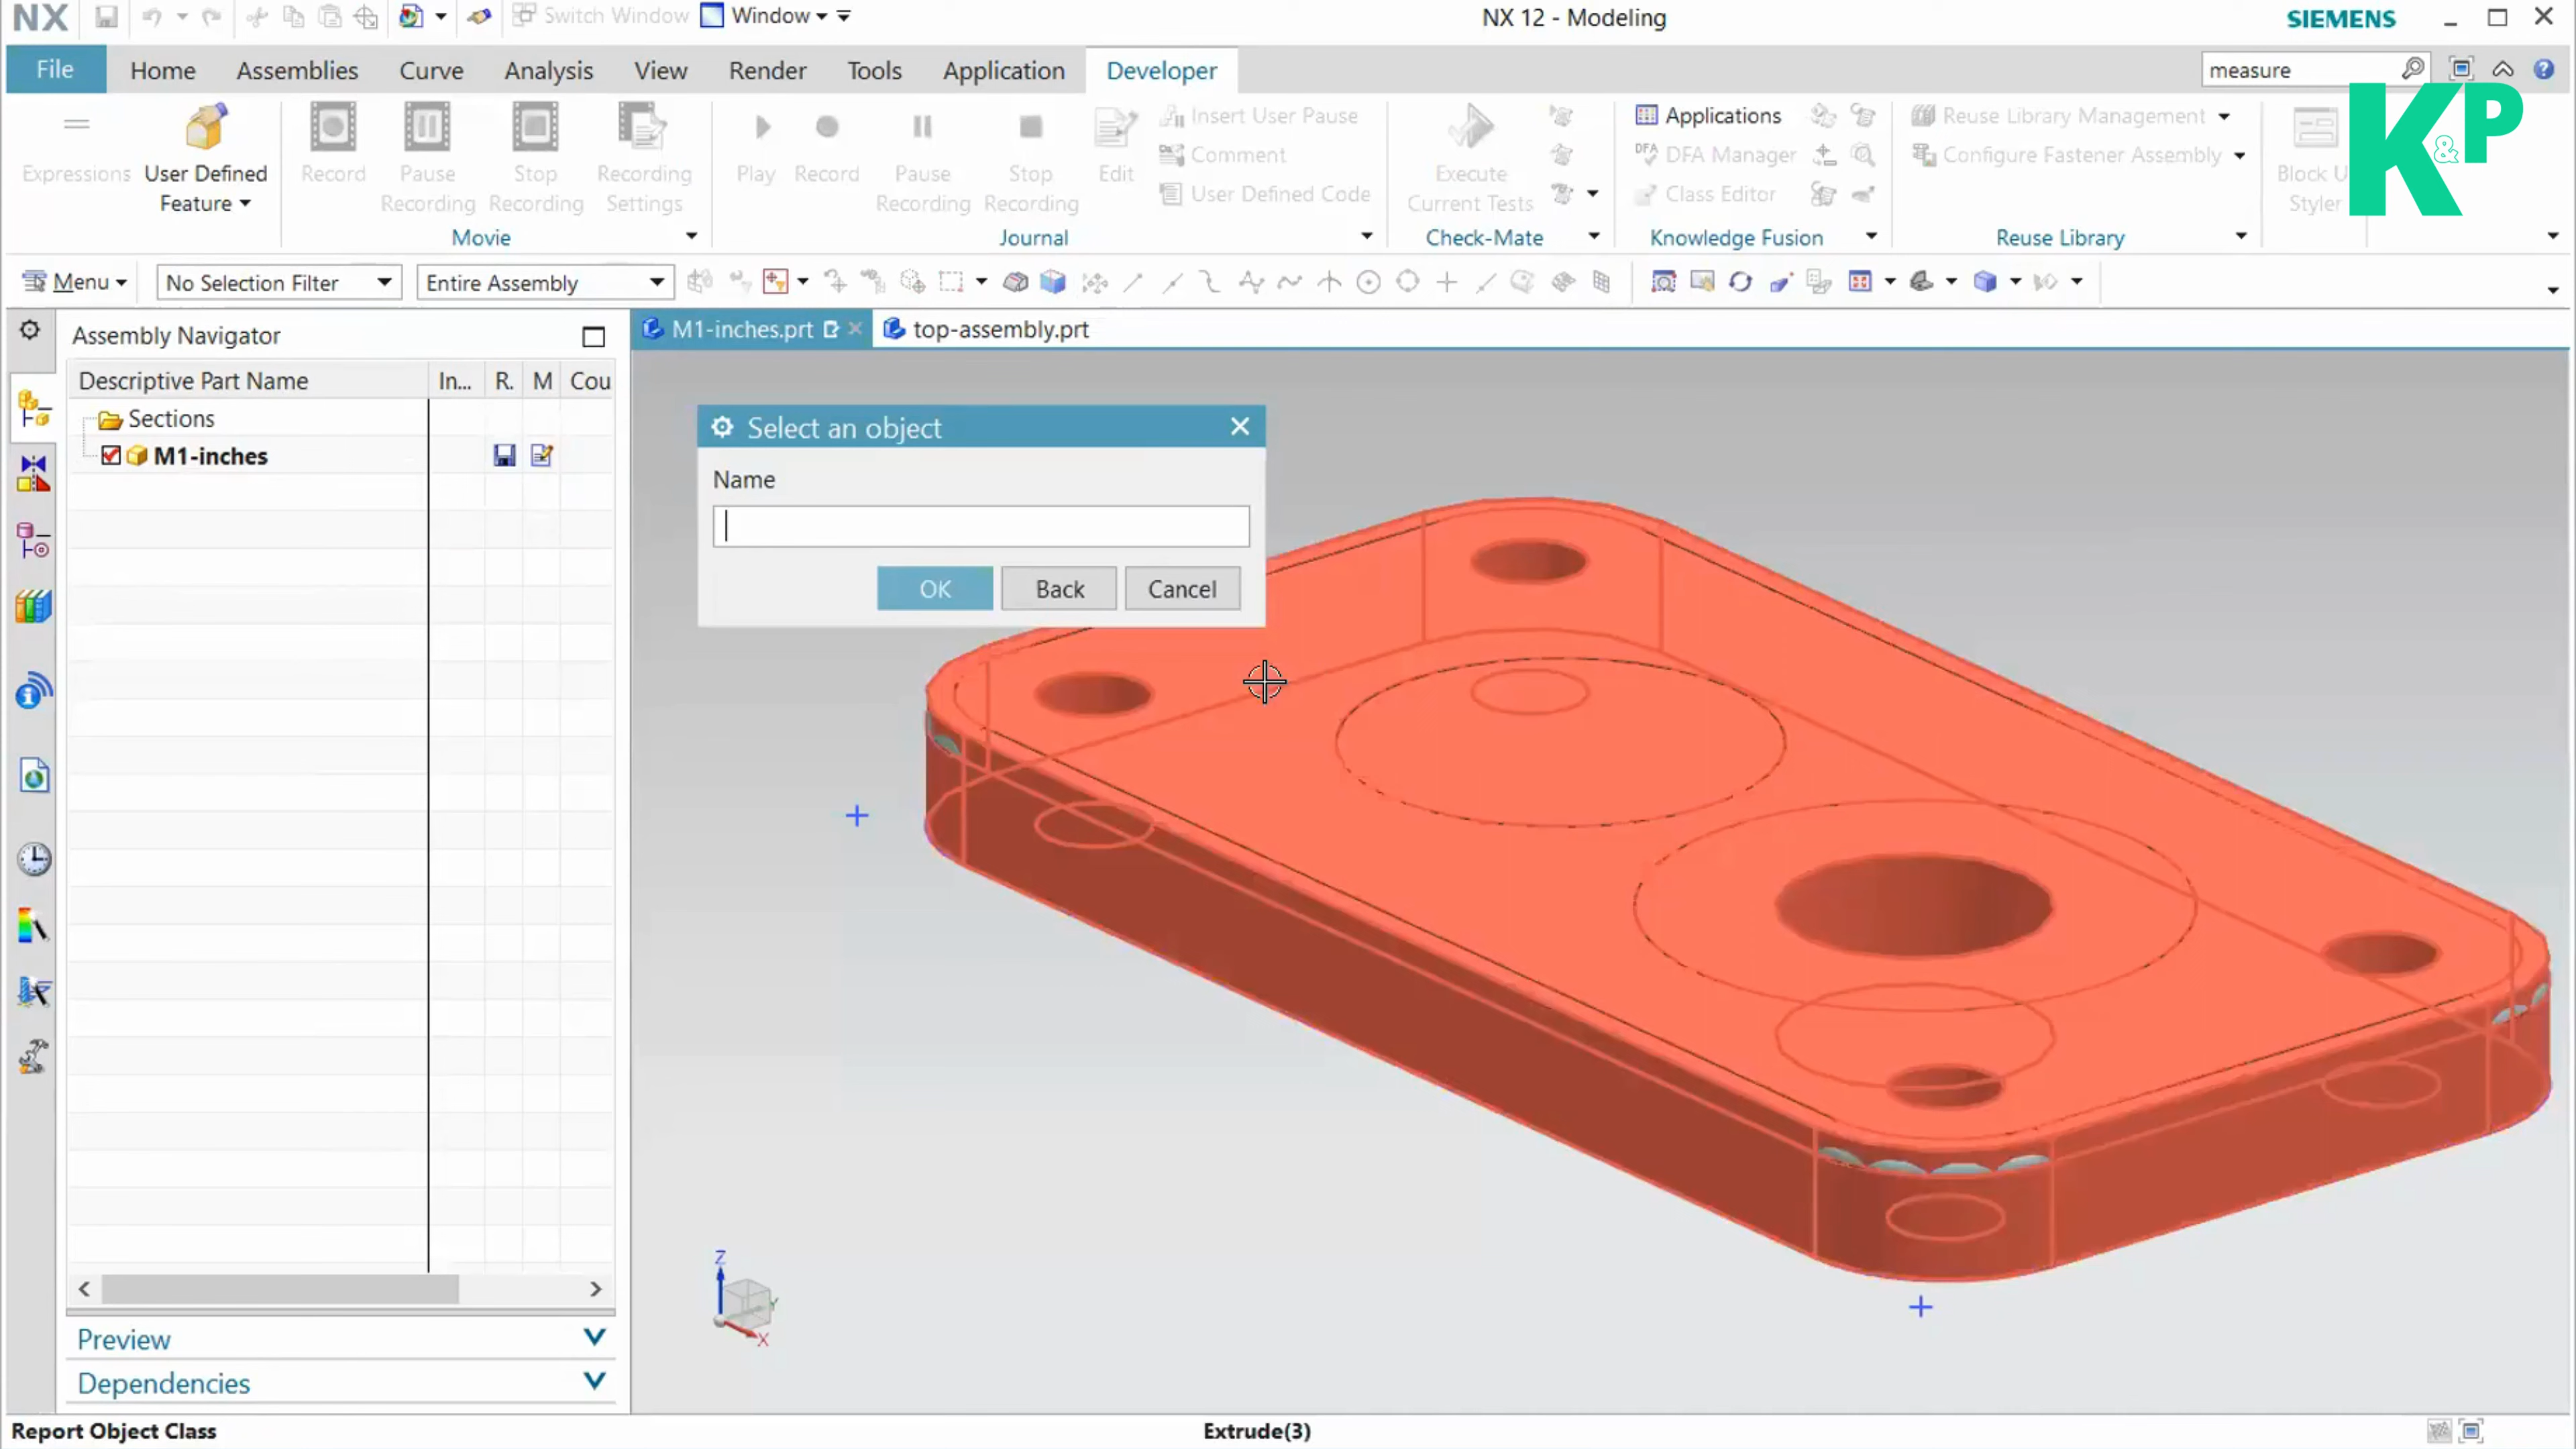 NX
Switch Window
Window
NX 12 - Modeling
SIEMENS
File
Home
Assemblies
Curve
Analysis
View
Render
Tools
Application
Developer
measure
Expressions
User Defined
Feature
Record
Pause
Recording
Stop
Recording
Recording
Settings
Movie
Play
Record
Pause
Recording
Stop
Recording
Edit
Insert User Pause
Comment
User Defined Code
Journal
Execute
Current Tests
Check-Mate
Applications
DFA DFA Manager
Class Editor
Knowledge Fusion
Reuse Library Management
Configure Fastener Assembly
Reuse Library
Block U
Styler
K&P
Menu
No Selection Filter
Entire Assembly
Assembly Navigator
M1-inches.prt
top-assembly.prt
Descriptive Part Name
In...
R.
M
Cou
Sections
M1-inches
Select an object
Name
OK
Back
Cancel
Z
X
Preview
Dependencies
Report Object Class
Extrude(3)